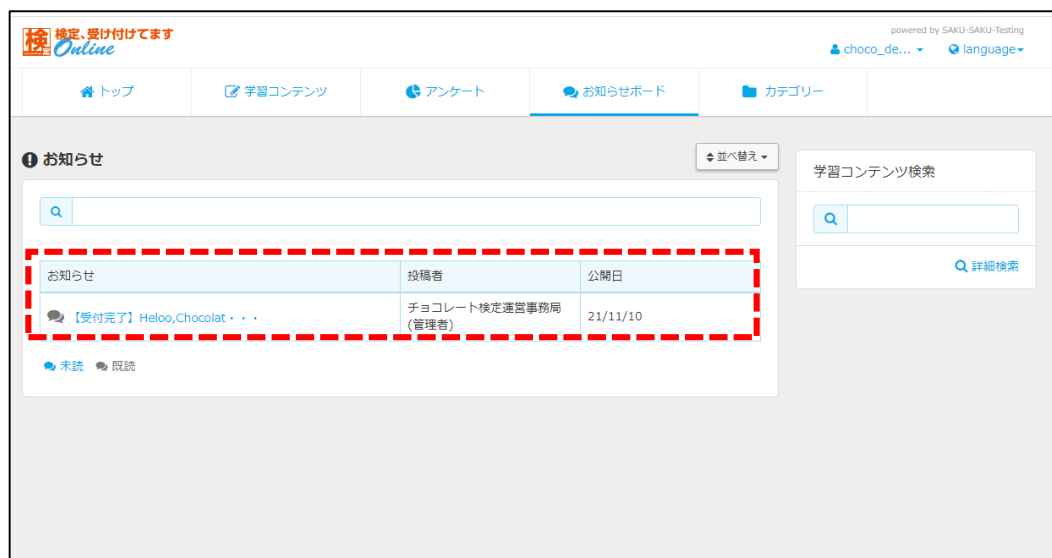 検 検定、受け付けてます
検定 Online
powered by SAKU-SAKU-Testing
choco_de... language
トップ 学習コンテンツ アンケート お知らせボード カテゴリー
お知らせ 並べ替え
学習コンテンツ検索
詳細検索
お知らせ 投稿者 公開日
【受付完了】Heloo,Chocolat・・・ チョコレート検定運営事務局
(管理者) 21/11/10
未読 既読